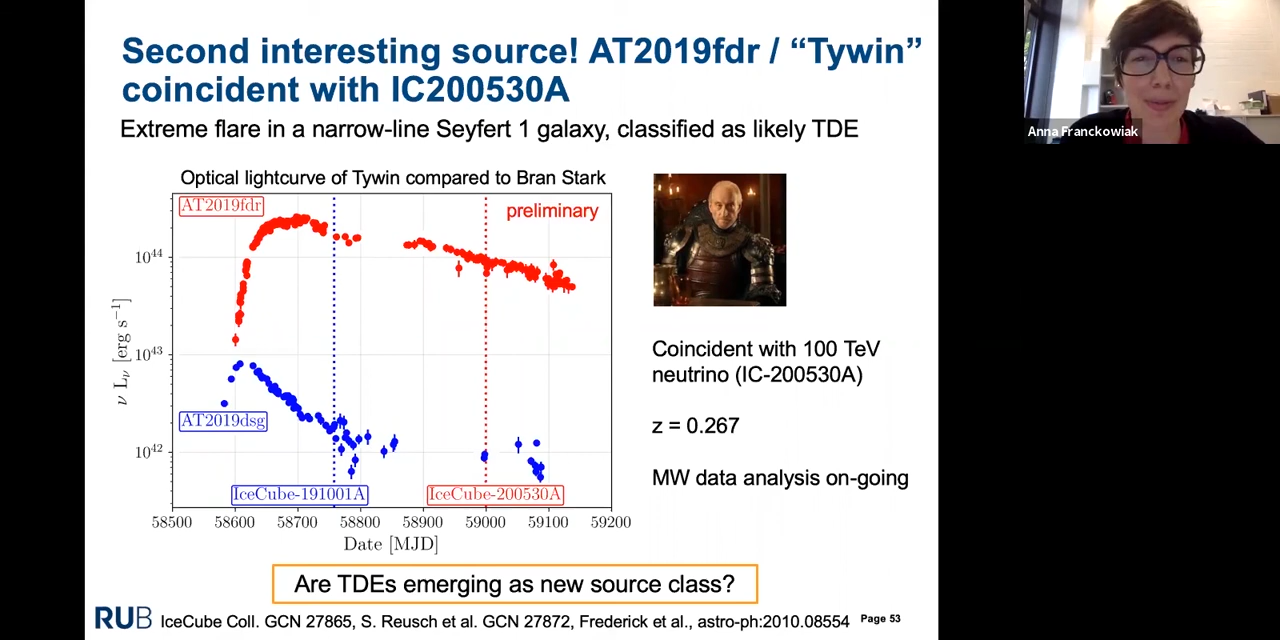 Second interesting source! AT2019fdr / “Tywin”
coincident with IC200530A
Anna Franckowiak
Extreme flare in a narrow-line Seyfert 1 galaxy, classified as likely TDE
Optical lightcurve of Tywin compared to Bran Stark
AT2019fdr
preliminary
10^44
10^43
10^42
ν L_ν [erg s^−1]
AT2019dsg
IceCube-191001A
IceCube-200530A
58500 58600 58700 58800 58900 59000 59100 59200
Date [MJD]
Coincident with 100 TeV
neutrino (IC-200530A)
z = 0.267
MW data analysis on-going
Are TDEs emerging as new source class?
RUB IceCube Coll. GCN 27865, S. Reusch et al. GCN 27872, Frederick et al., astro-ph:2010.08554 Page 53